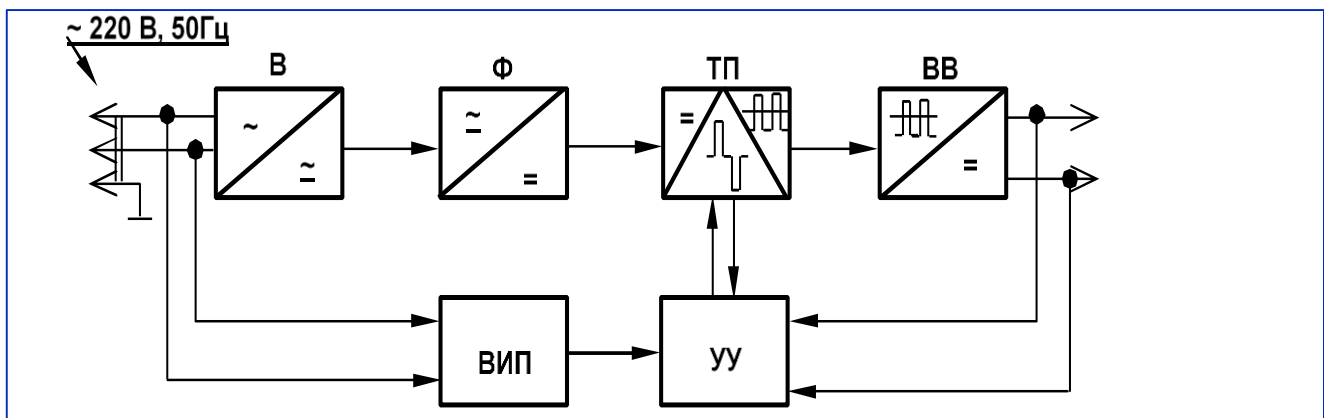 ~ 220 В, 50Гц
В
Ф
ТП
ВВ
~
≂
≂
=
=
=
ВИП
УУ